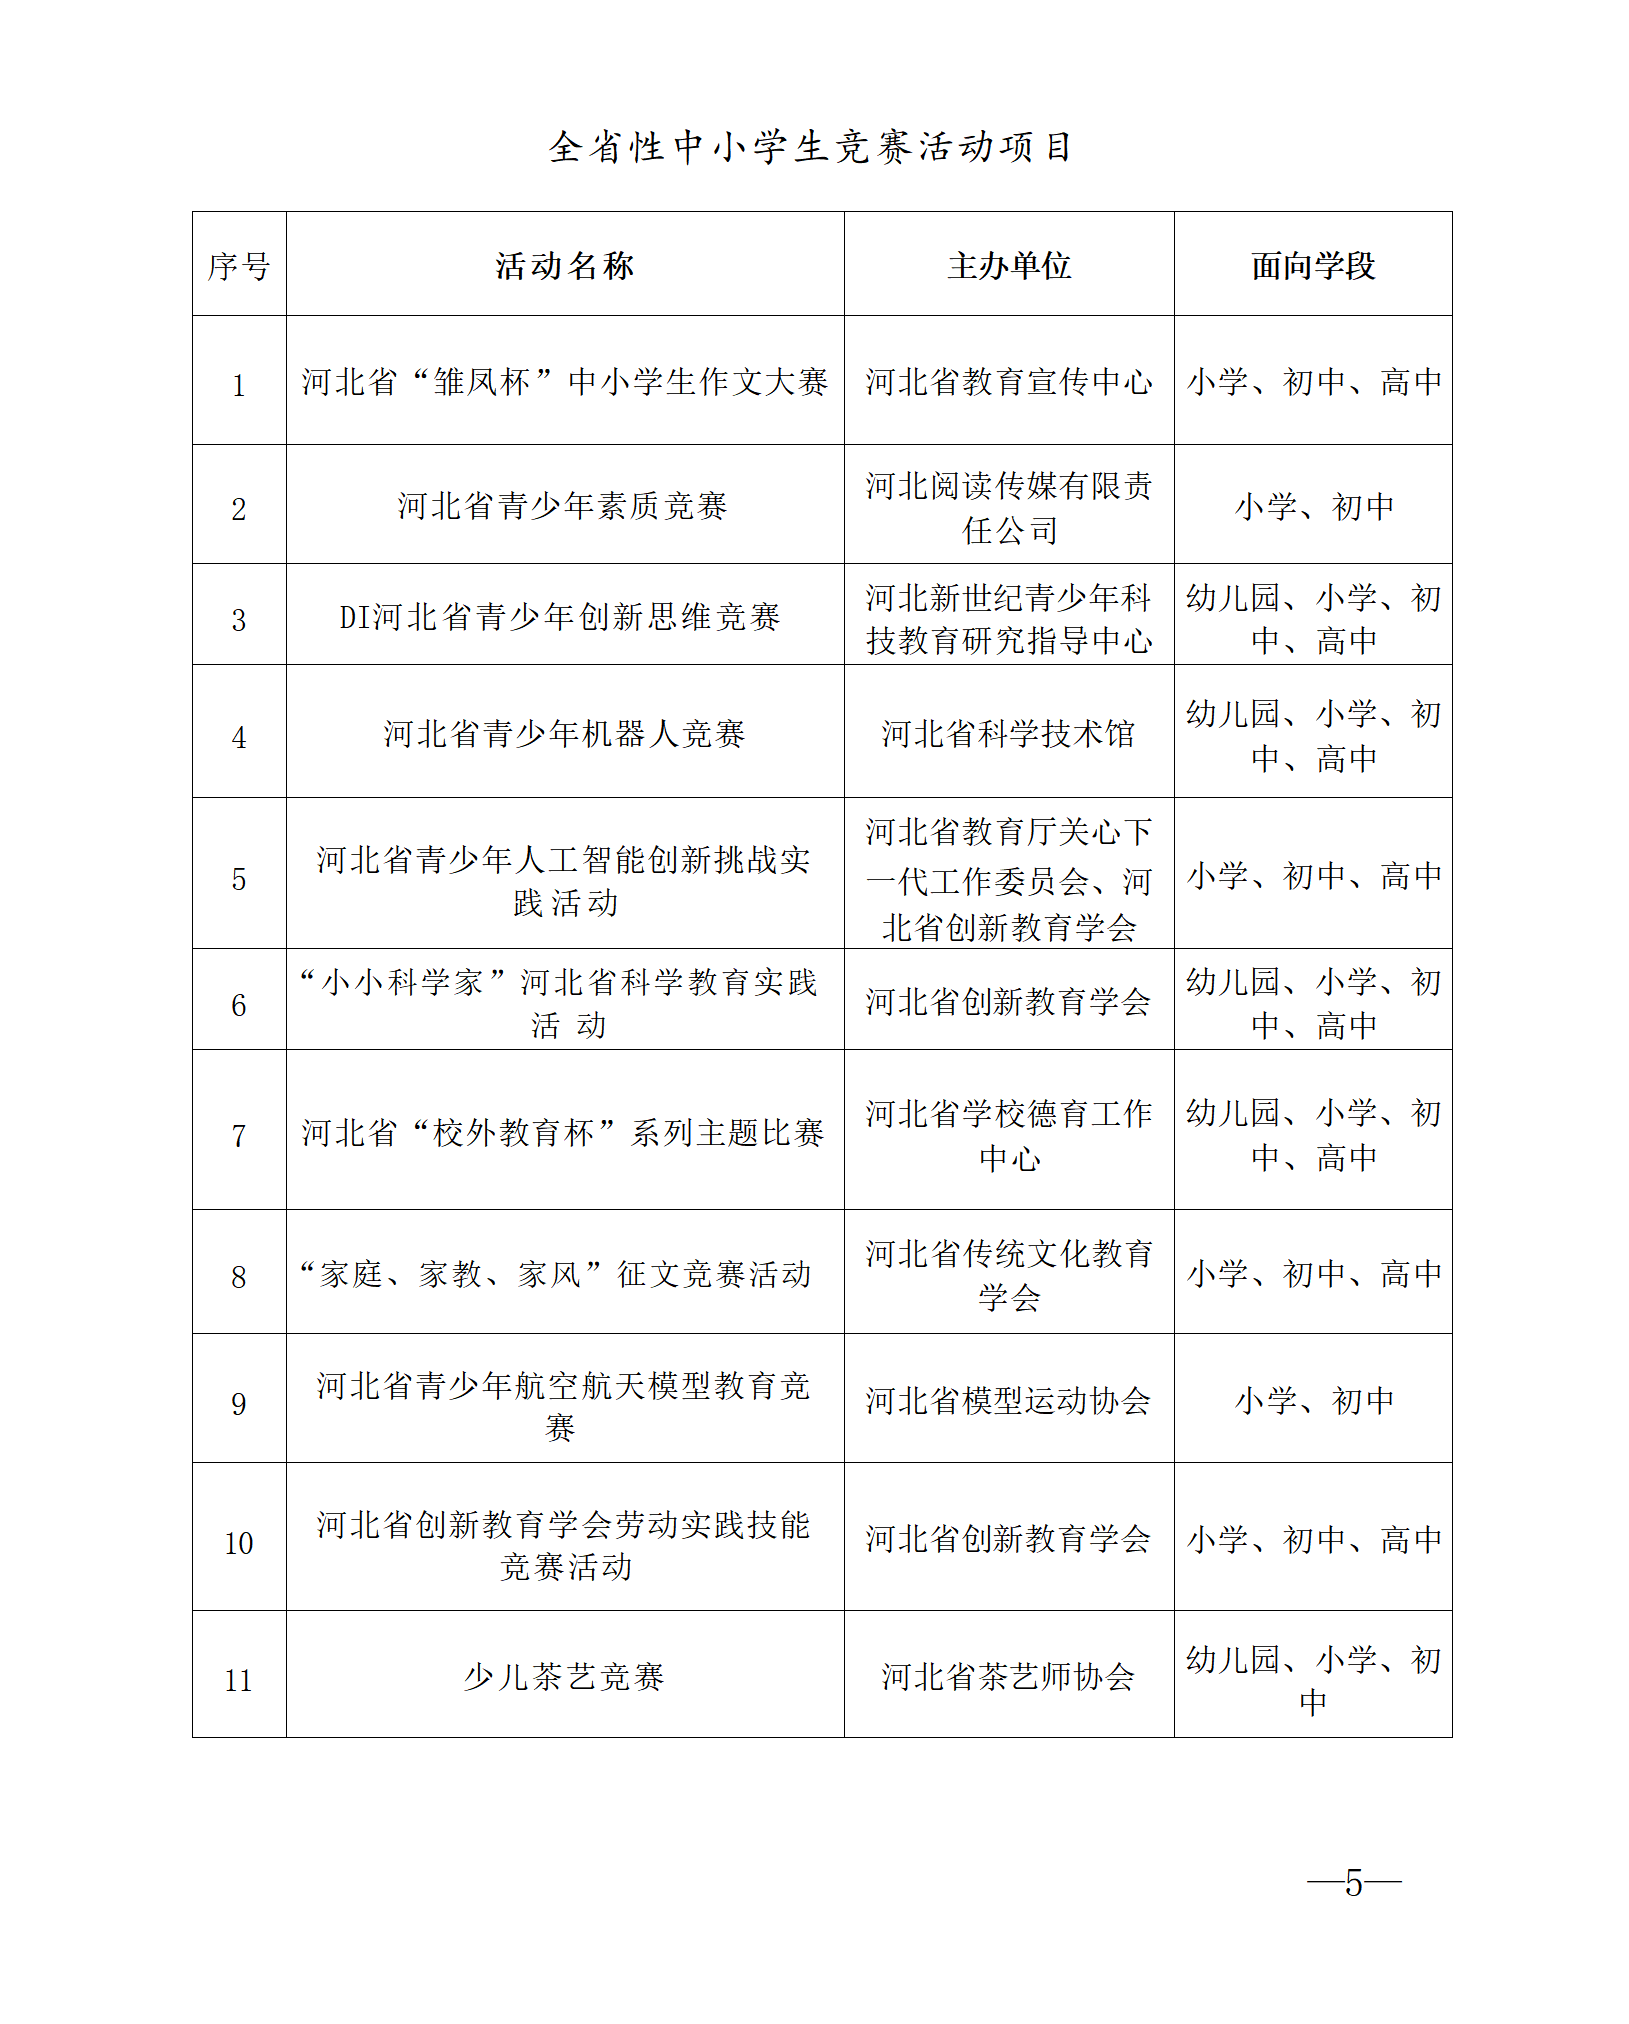 全省性中小学生竞赛活动项目
序号 活动名称 主办单位 面向学段
1 河北省“雏凤杯”中小学生作文大赛 河北省教育宣传中心 小学、初中、高中
2 河北省青少年素质竞赛 河北阅读传媒有限责
任公司 小学、初中
3 DI河北省青少年创新思维竞赛 河北新世纪青少年科
技教育研究指导中心 幼儿园、小学、初
中、高中
4 河北省青少年机器人竞赛 河北省科学技术馆 幼儿园、小学、初
中、高中
5 河北省青少年人工智能创新挑战实
践活动 河北省教育厅关心下
一代工作委员会、河
北省创新教育学会 小学、初中、高中
6 “小小科学家”河北省科学教育实践
活 动 河北省创新教育学会 幼儿园、小学、初
中、高中
7 河北省“校外教育杯”系列主题比赛 河北省学校德育工作
中心 幼儿园、小学、初
中、高中
8 “家庭、家教、家风”征文竞赛活动 河北省传统文化教育
学会 小学、初中、高中
9 河北省青少年航空航天模型教育竞
赛 河北省模型运动协会 小学、初中
10 河北省创新教育学会劳动实践技能
竞赛活动 河北省创新教育学会 小学、初中、高中
11 少儿茶艺竞赛 河北省茶艺师协会 幼儿园、小学、初
中
—5—